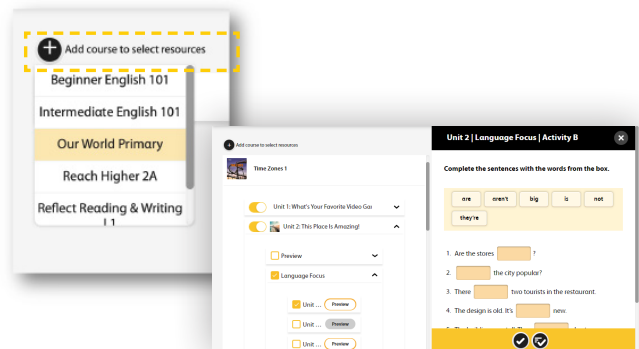 Add course to select resources
Beginner English 101
Intermediate English 101
Our World Primary
Reach Higher 2A
Reflect Reading & Writing
L1
Add course to select resources
Time Zones 1
Unit 1: What's Your Favorite Video Ga
Unit 2: This Place Is Amazing!
Preview
Language Focus
Unit ... Preview
Unit ... Preview
Unit ... Preview
Unit 2 | Language Focus | Activity B
Complete the sentences with the words from the box.
are aren't big is not
they're
1. Are the stores ?
2. the city popular?
3. There two tourists in the restaurant.
4. The design is old. It's new.